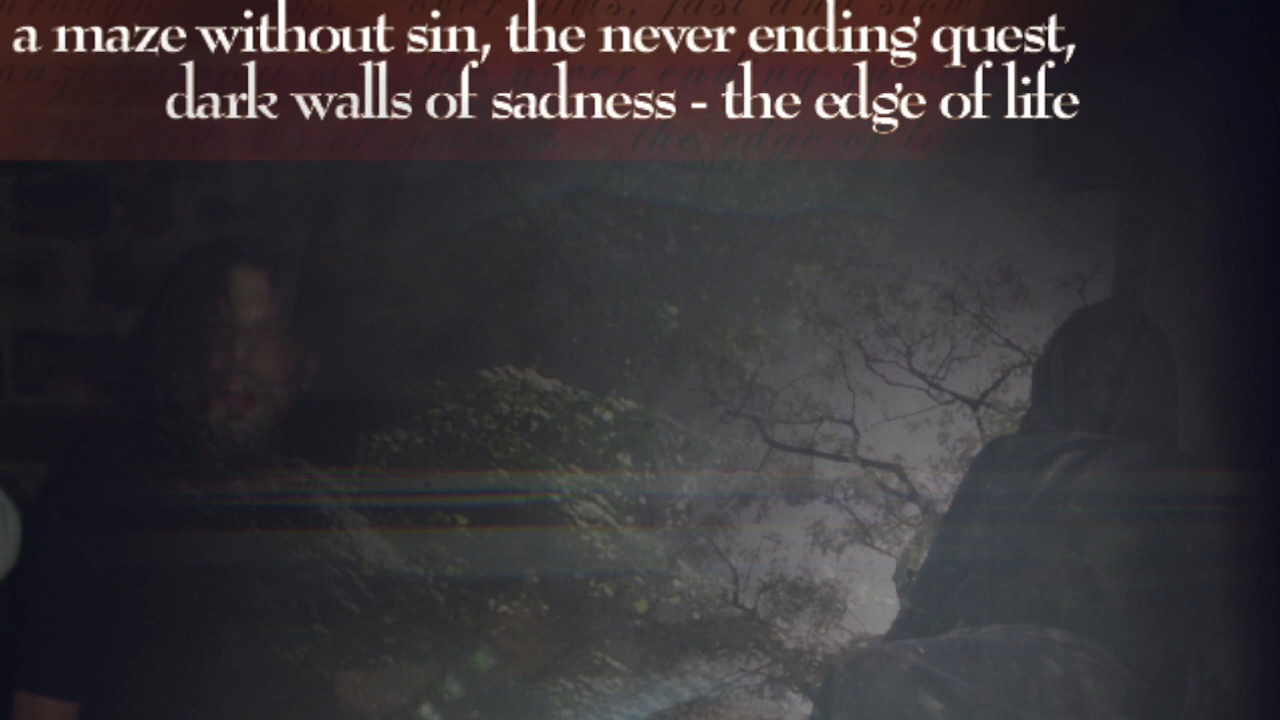 a maze without sin, the never ending quest,
dark walls of sadness - the edge of life